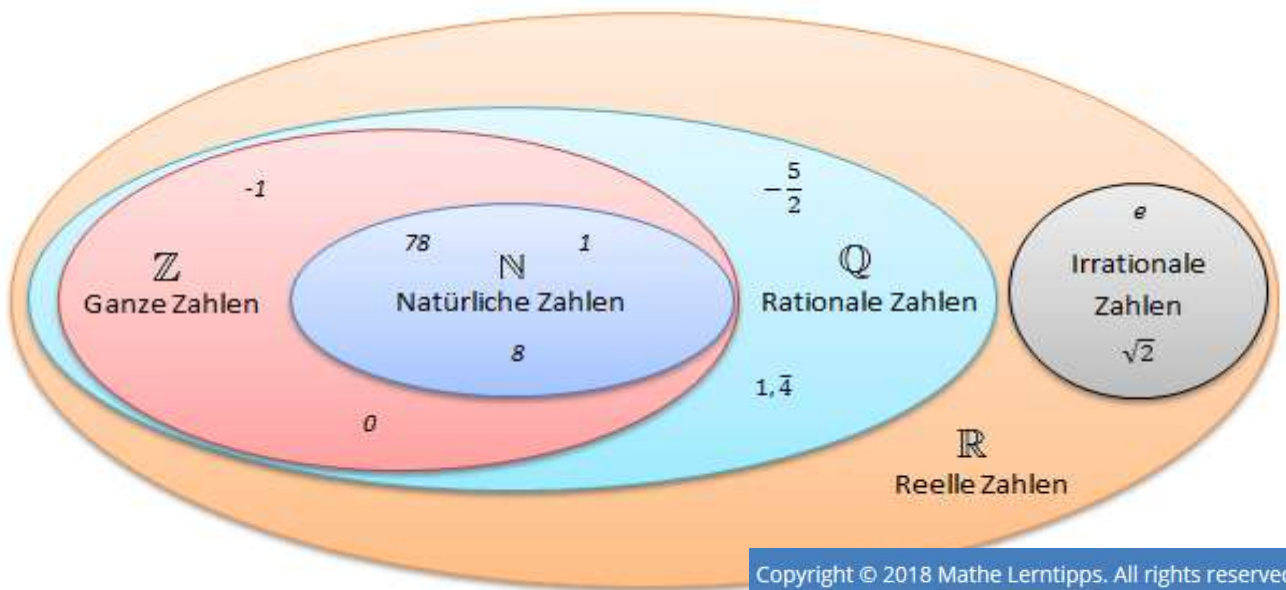 -1
-5/2
e
78 1
ℤ
ℕ
ℚ
Irrationale
Ganze Zahlen
Natürliche Zahlen
Rationale Zahlen
Zahlen
8
√2
1,4̅
0
ℝ
Reelle Zahlen
Copyright © 2018 Mathe Lerntipps. All rights reserved